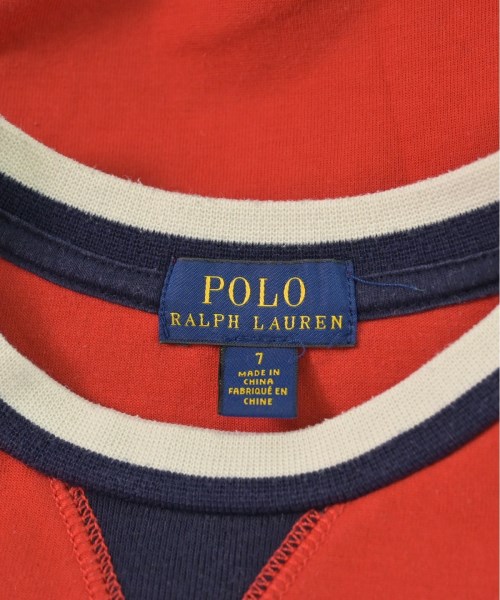 POLO
RALPH LAUREN
7
MADE IN
CHINA
FABRIQUÉ EN
CHINE